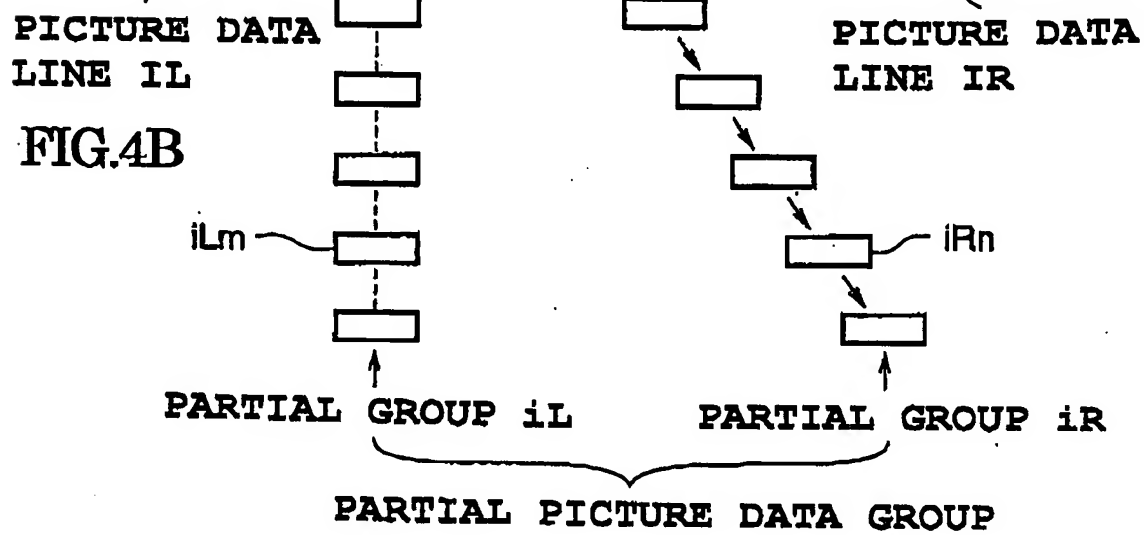 PICTURE DATA
LINE IL
PICTURE DATA
LINE IR
FIG.4B
iLm
iRn
PARTIAL GROUP iL
PARTIAL GROUP iR
PARTIAL PICTURE DATA GROUP